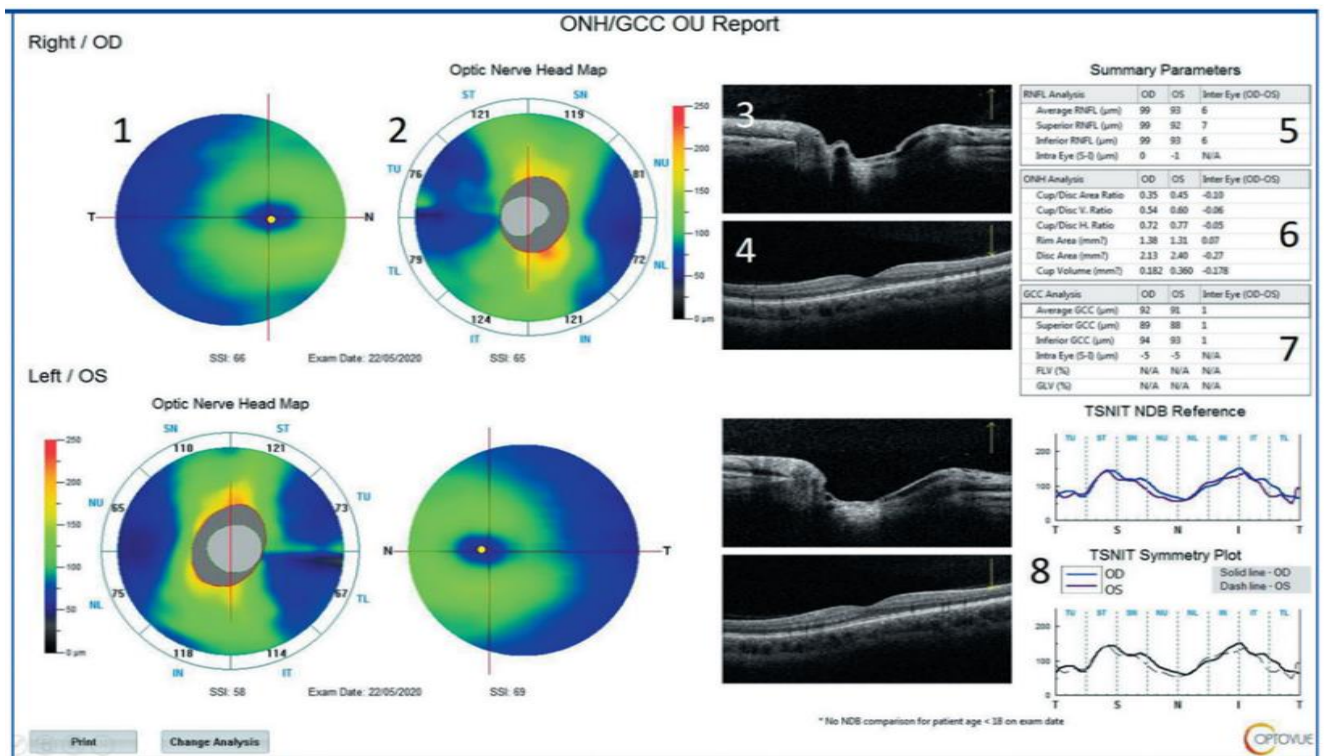 ONH/GCC OU Report
Right / OD
1
T
N
SSI: 66
Exam Date: 22/05/2020
2
Optic Nerve Head Map
ST
SN
121
119
TU
NU
76
81
79
72
TL
NL
124
121
IT
IN
SSI: 65
250
200
150
100
50
0 µm
3
4
Summary Parameters
RNFL Analysis OD OS Inter Eye (OD-OS)
Average RNFL (µm) 99 93 6
Superior RNFL (µm) 99 92 7
Inferior RNFL (µm) 99 93 6
Intra Eye (S-I) (µm) 0 -1 N/A
5
ONH Analysis OD OS Inter Eye (OD-OS)
Cup/Disc Area Ratio 0.35 0.45 -0.10
Cup/Disc V. Ratio 0.54 0.60 -0.06
Cup/Disc H. Ratio 0.72 0.77 -0.05
Rim Area (mm?) 1.38 1.31 0.07
Disc Area (mm?) 2.13 2.40 -0.27
Cup Volume (mm?) 0.182 0.360 -0.178
6
GCC Analysis OD OS Inter Eye (OD-OS)
Average GCC (µm) 92 91 1
Superior GCC (µm) 89 88 1
Inferior GCC (µm) 94 93 1
Intra Eye (S-I) (µm) -5 -5 N/A
FLV (%) N/A N/A N/A
GLV (%) N/A N/A N/A
7
Left / OS
Optic Nerve Head Map
250
200
150
100
50
0 µm
SN
ST
110
121
NU
TU
65
73
75
67
NL
TL
118
114
IN
IT
SSI: 58
Exam Date: 22/05/2020
N
T
SSI: 69
TSNIT NDB Reference
TU ST SN NU NL IN IT TL
200
100
0
T S N I T
TSNIT Symmetry Plot
8
OD
OS
Solid line - OD
Dash line - OS
TU ST SN NU NL IN IT TL
200
100
0
T S N I T
* No NDB comparison for patient age < 18 on exam date
Print
Change Analysis
OPTOVUE